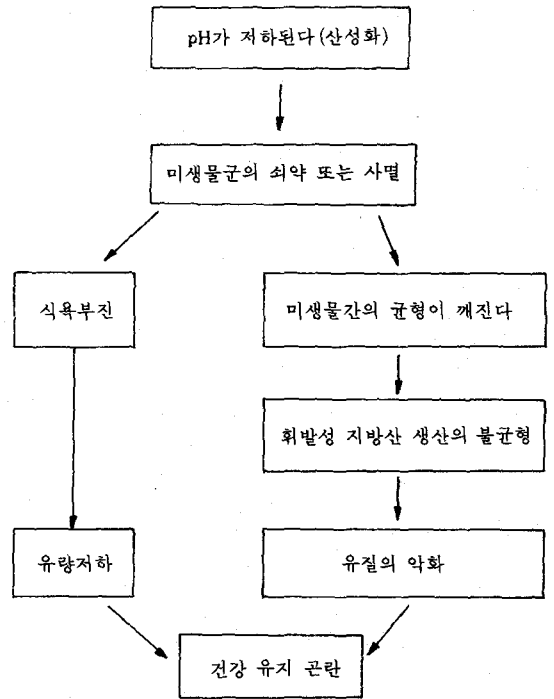 pH가 저하된다(산성화)
미생물군의 쇠약 또는 사멸
식욕부진
미생물간의 균형이 깨진다
휘발성 지방산 생산의 불균형
유량저하
유질의 악화
건강 유지 곤란